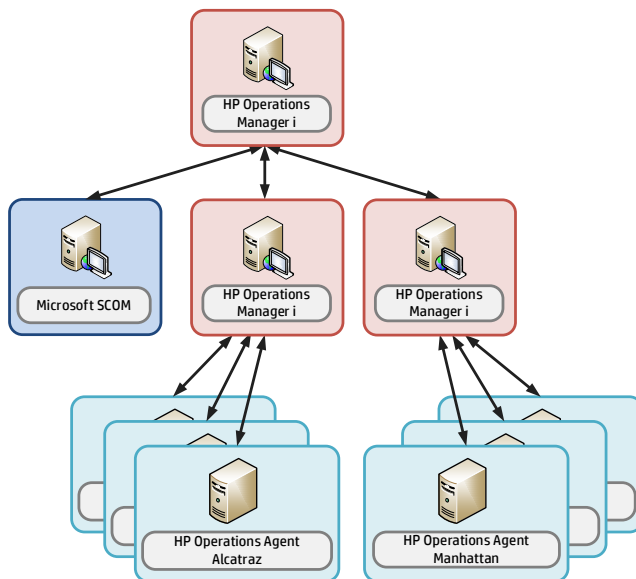 HP Operations
Manager i
Microsoft SCOM
HP Operations
Manager i
HP Operations
Manager i
HP Operations Agent
Alcatraz
HP Operations Agent
Manhattan